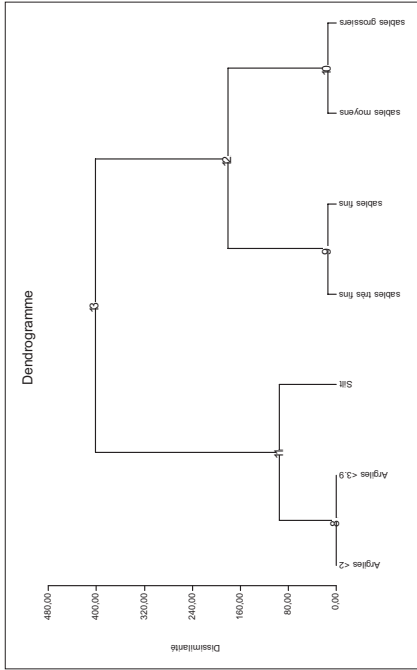 Dendrogramme
480.00
400.00
320.00
240.00
160.00
80.00
0.00
Dissimilarité
13
12
11
10
9
8
Argiles <2
Argiles <3.9
Silt
sables très fins
sables fins
sables moyens
sables grossiers